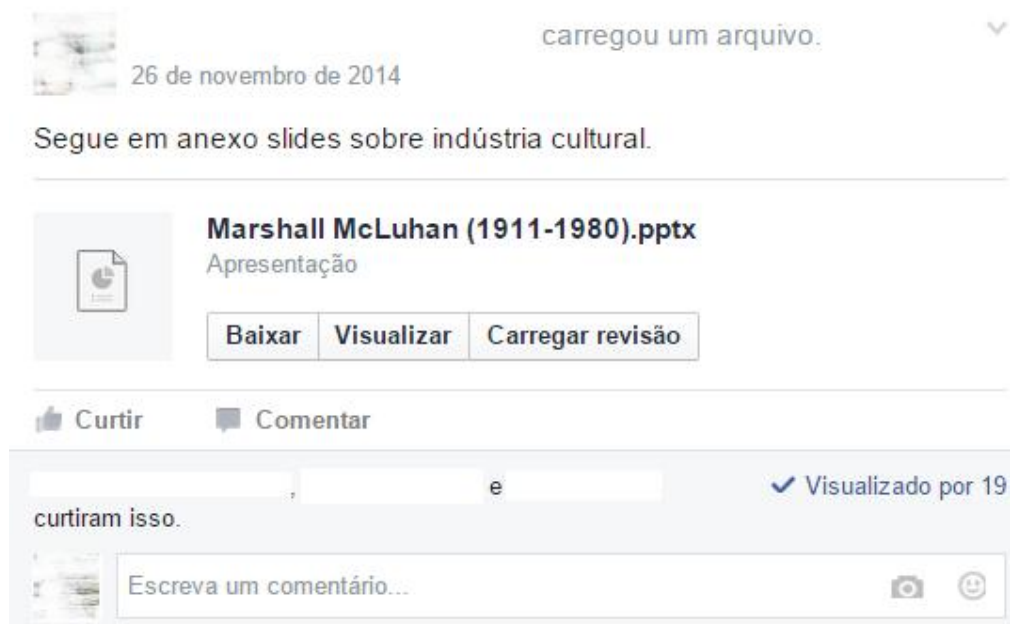 carregou um arquivo.
26 de novembro de 2014
Segue em anexo slides sobre indústria cultural.
Marshall McLuhan (1911-1980).pptx
Apresentação
Baixar Visualizar Carregar revisão
Curtir Comentar
, e Visualizado por 19
curtiram isso.
Escreva um comentário...